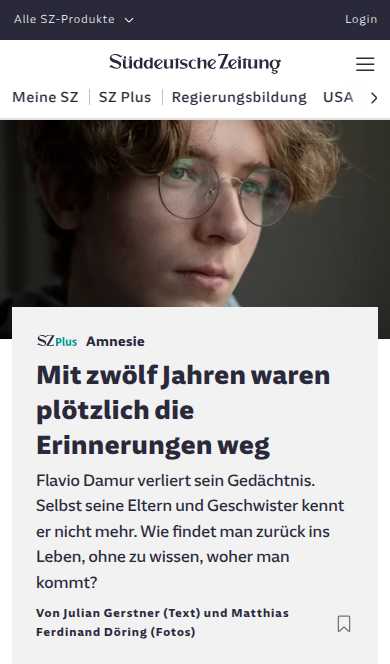 Alle SZ-Produkte
Login
Süddeutsche Zeitung
Meine SZ
SZ Plus
Regierungsbildung
USA
SZ Plus Amnesie
Mit zwölf Jahren waren
plötzlich die
Erinnerungen weg
Flavio Damur verliert sein Gedächtnis.
Selbst seine Eltern und Geschwister kennt
er nicht mehr. Wie findet man zurück ins
Leben, ohne zu wissen, woher man
kommt?
Von Julian Gerstner (Text) und Matthias
Ferdinand Döring (Fotos)